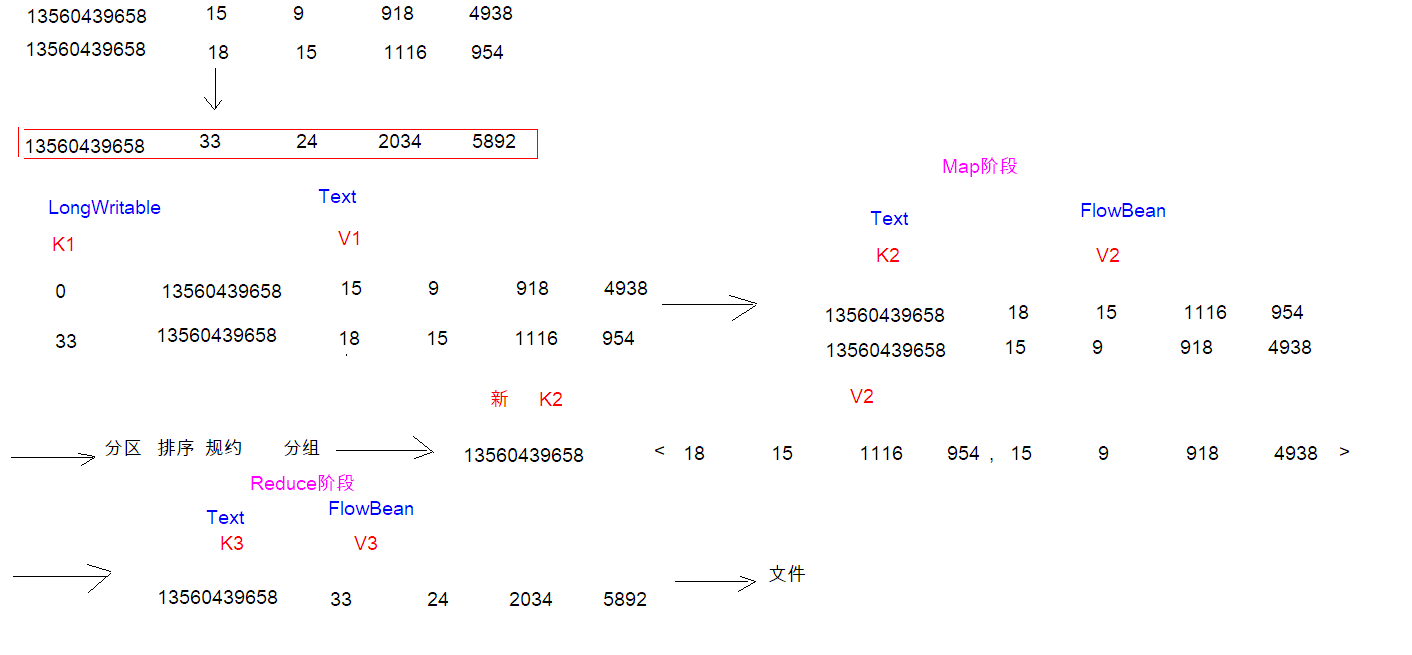 13560439658 15 9 918 4938
13560439658 18 15 1116 954
13560439658 33 24 2034 5892
Map阶段
LongWritable Text Text FlowBean
K1 V1 K2 V2
0 13560439658 15 9 918 4938
13560439658 18 15 1116 954
33 13560439658 18 15 1116 954
13560439658 15 9 918 4938
新 K2 V2
分区 排序 规约 分组 13560439658 < 18 15 1116 954 , 15 9 918 4938 >
Reduce阶段
Text FlowBean
K3 V3
文件
13560439658 33 24 2034 5892